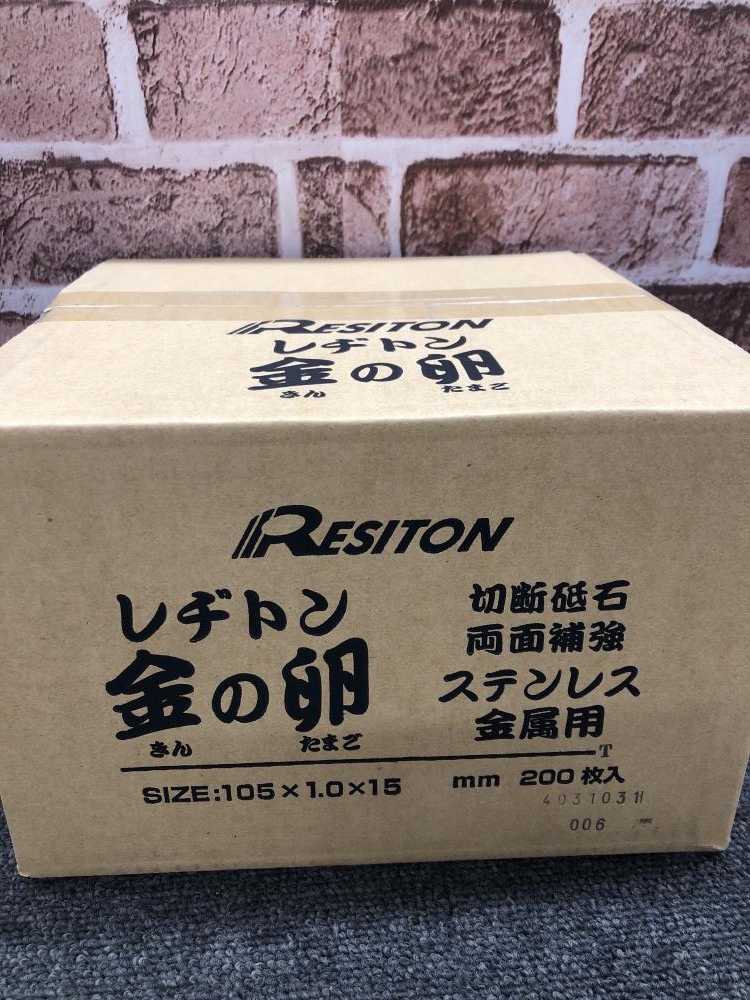 RESITON
レヂトン
金の卵
きん たまご
RESITON
レヂトン
金の卵
きん たまご
切断砥石
両面補強
ステンレス
金属用
T
SIZE:105×1.0×15 mm 200枚入
4031031
006